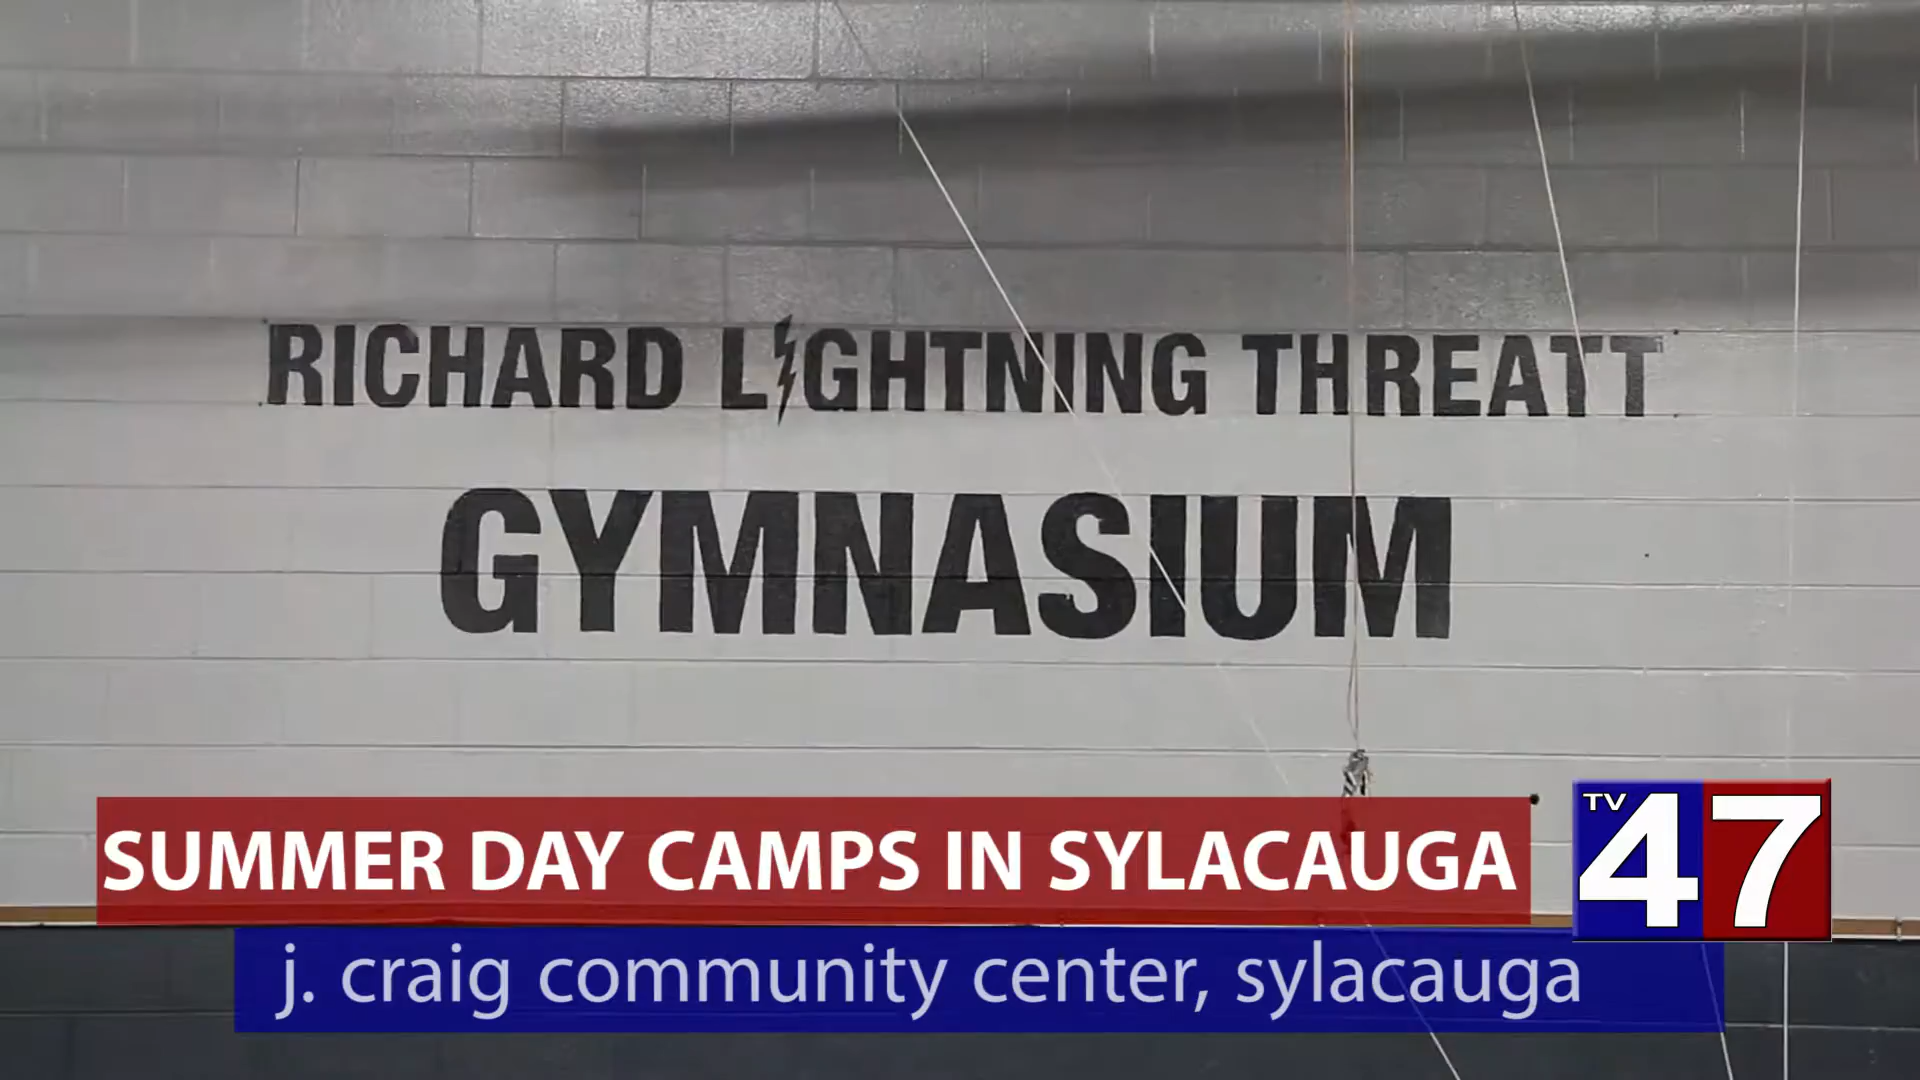 RICHARD LIGHTNING THREATT
GYMNASIUM
SUMMER DAY CAMPS IN SYLACAUGA
TV 47
j. craig community center, sylacauga